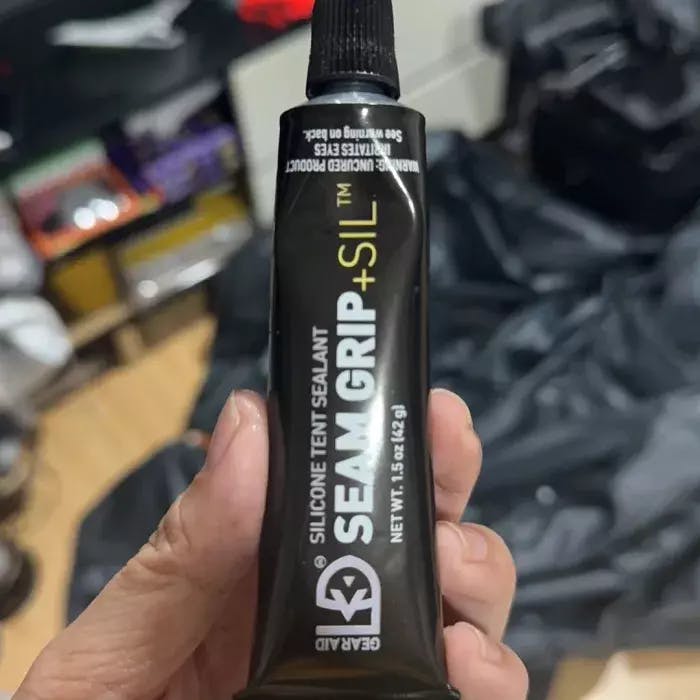 WARNING: UNCURED PRODUCT
IRRITATES EYES
See warning on back.
SILICONE TENT SEALANT
SEAM GRIP+SIL™
NET WT. 1.5 oz (42 g)
®
GEAR AID